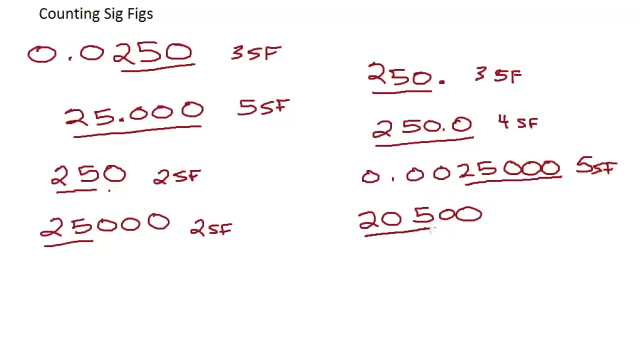 Counting Sig Figs
0.0250 3SF
25.000 5SF
250 2SF
25000 2SF
250. 3SF
250.0 4SF
0.0025000 5SF
20500